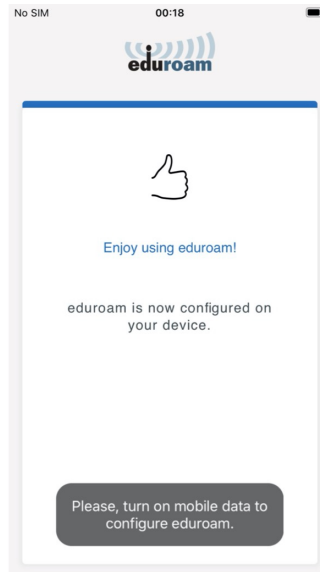 No SIM 00:18
eduroam
Enjoy using eduroam!
eduroam is now configured on
your device.
Please, turn on mobile data to
configure eduroam.